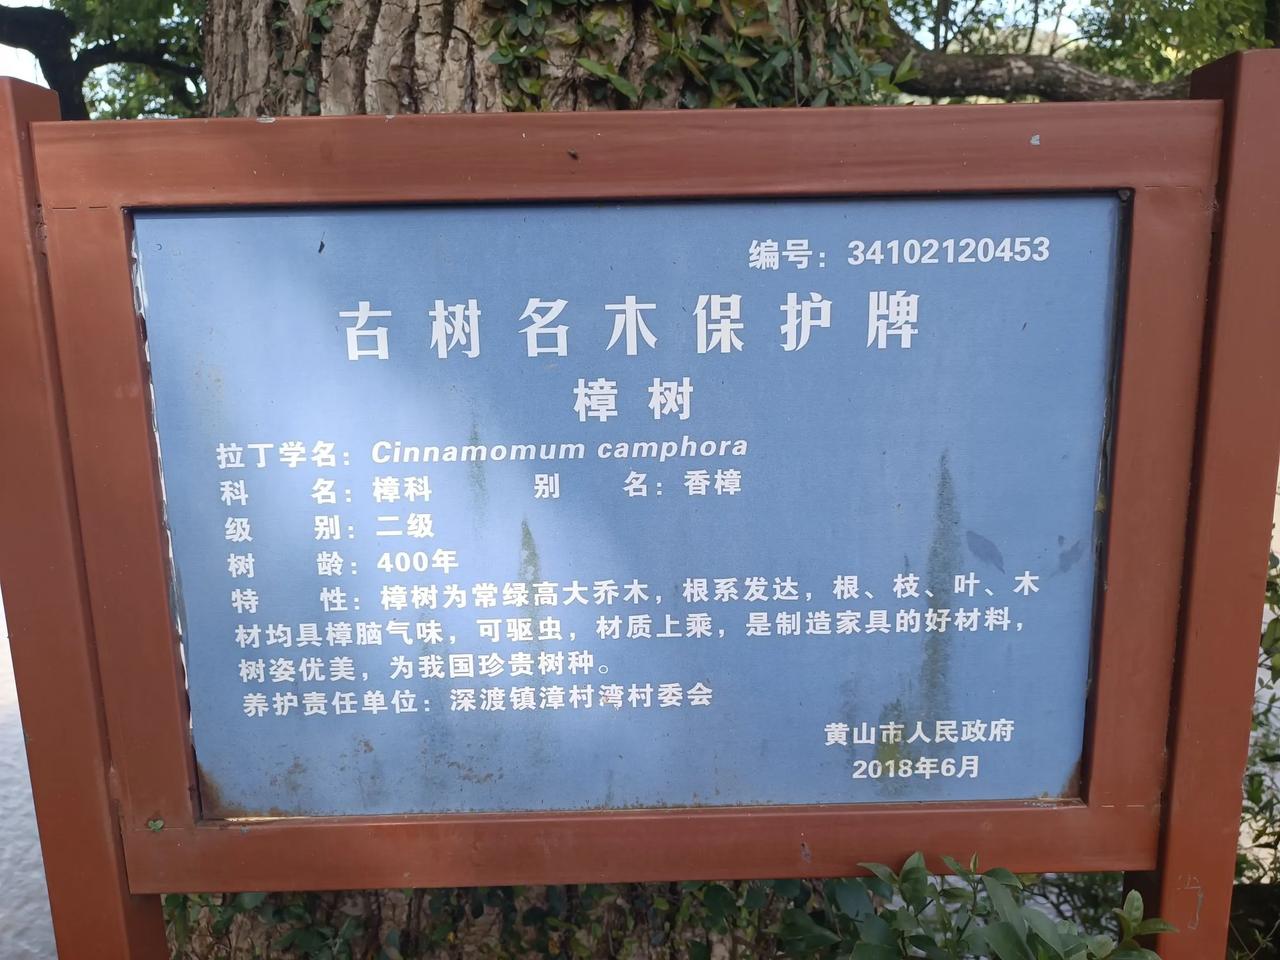 编号：34102120453
古树名木保护牌
樟树
拉丁学名：Cinnamomum camphora
科 名：樟科 别 名：香樟
级 别：二级
树 龄：400年
特 性：樟树为常绿高大乔木，根系发达，根、枝、叶、木
材均具樟脑气味，可驱虫，材质上乘，是制造家具的好材料，
树姿优美，为我国珍贵树种。
养护责任单位：深渡镇漳村湾村委会
黄山市人民政府
2018年6月